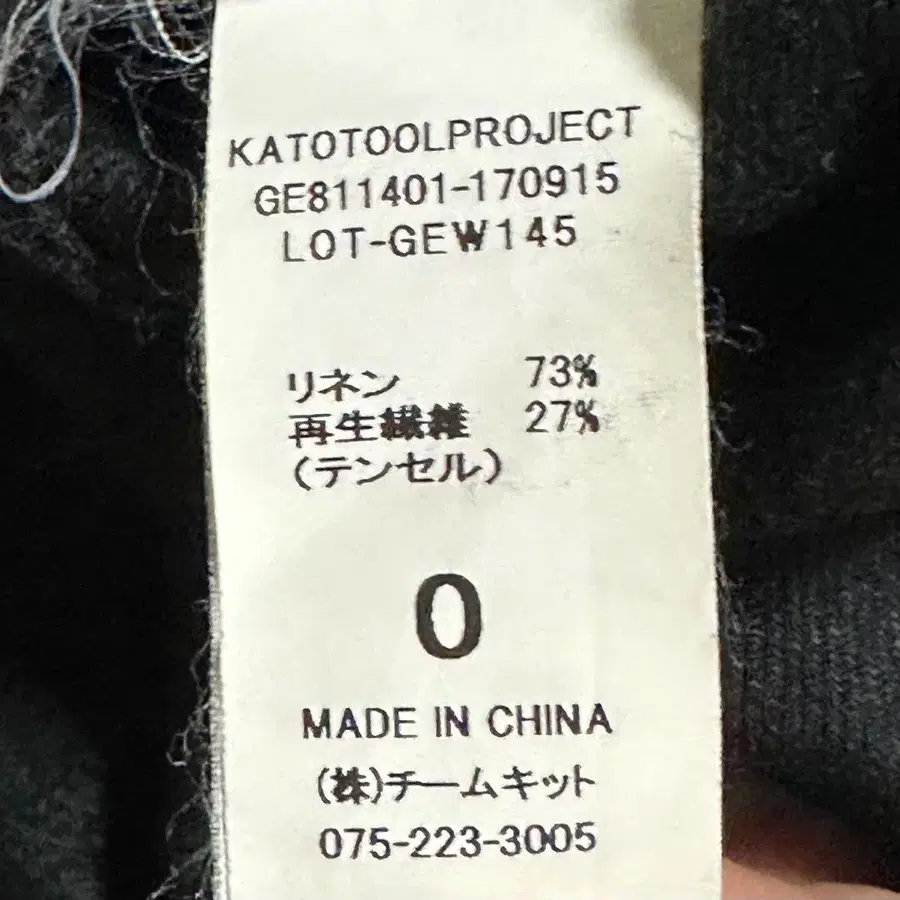 KATOTOOLPROJECT
GE811401-170915
LOT-GEW145
リネン 73%
再生繊維 27%
(テンセル)
0
MADE IN CHINA
(株)チームキット
075-223-3005